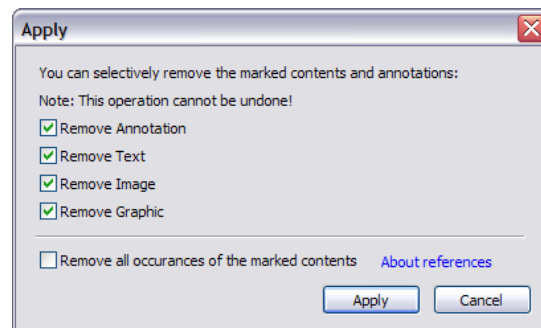 Apply
You can selectively remove the marked contents and annotations:
Note: This operation cannot be undone!
Remove Annotation
Remove Text
Remove Image
Remove Graphic
Remove all occurances of the marked contents About references
Apply Cancel